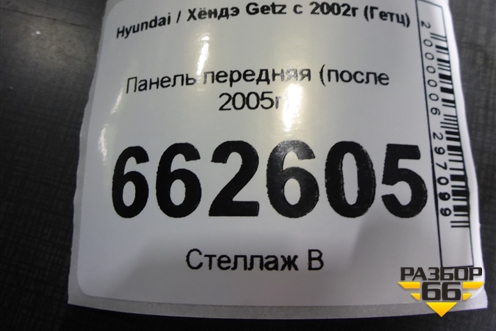 Hyundai / Хёндэ Getz с 2002г (Гетц)
Панель передняя (после
2005г)
662605
Стеллаж В
2000006297099
РАЗБОР
66